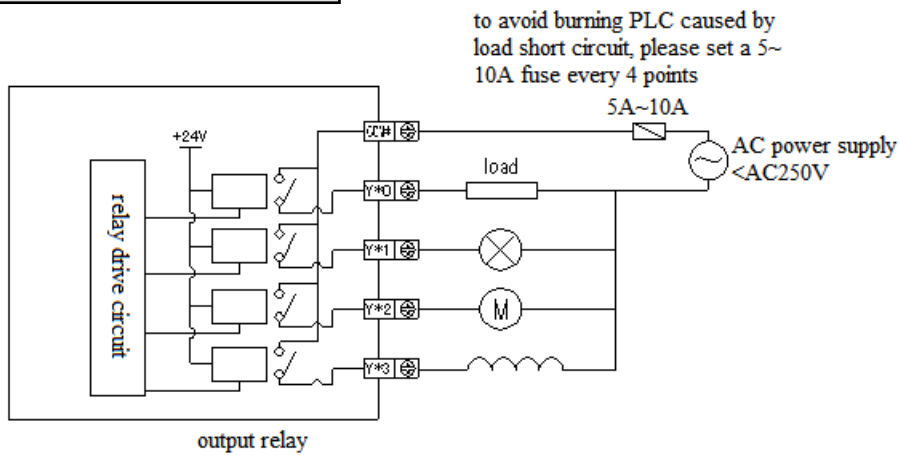 to avoid burning PLC caused by
load short circuit, please set a 5~
10A fuse every 4 points
5A~10A
AC power supply
<AC250V
+24V
load
Y*0
relay drive circuit
Y*1
M
Y*2
Y*3
output relay